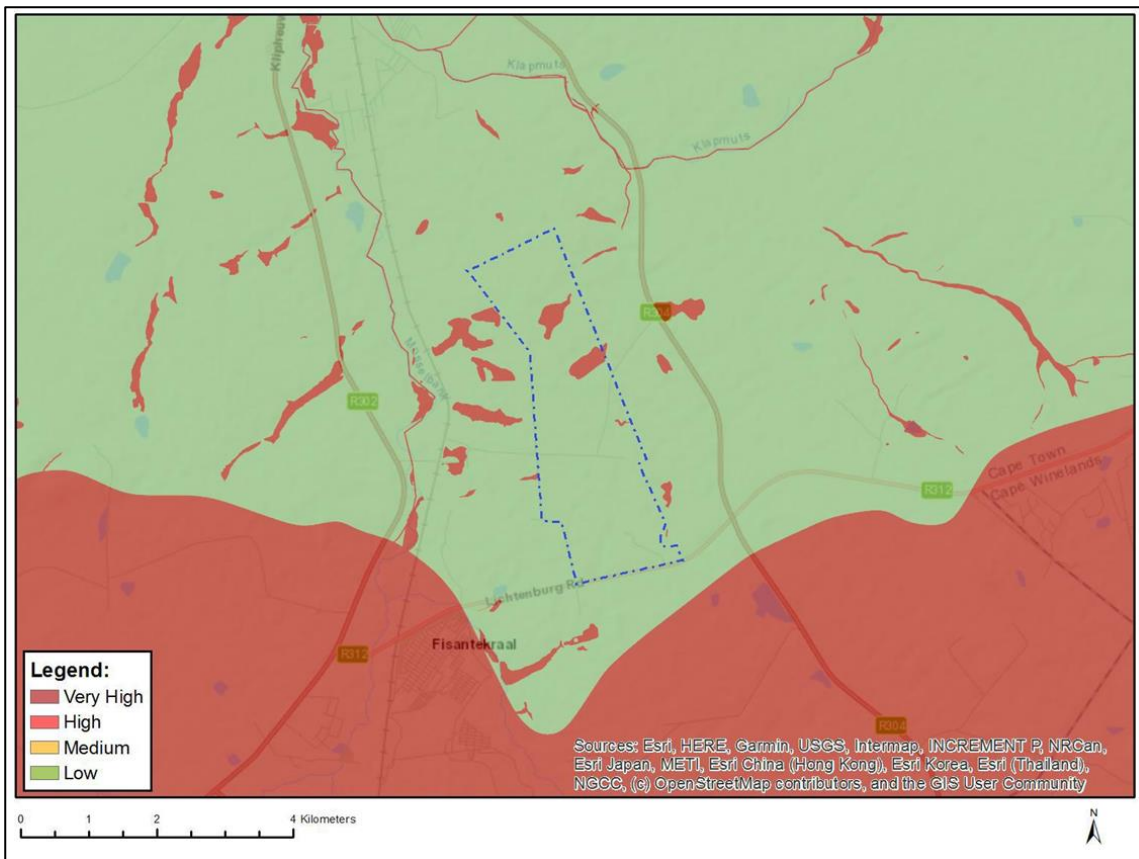 Klipheuw
Klapmuts
Klapmuts
R304
Mosselbank
R302
Cape Town
Cape Winelands
R312
Lichtenburg Rd
Fisantekraal
R312
R304
Legend:
Very High
High
Medium
Low
Sources: Esri, HERE, Garmin, USGS, Intermap, INCREMENT P, NRCan,
Esri Japan, METI, Esri China (Hong Kong), Esri Korea, Esri (Thailand),
NGCC, (c) OpenStreetMap contributors, and the GIS User Community
0 1 2 4 Kilometers
N